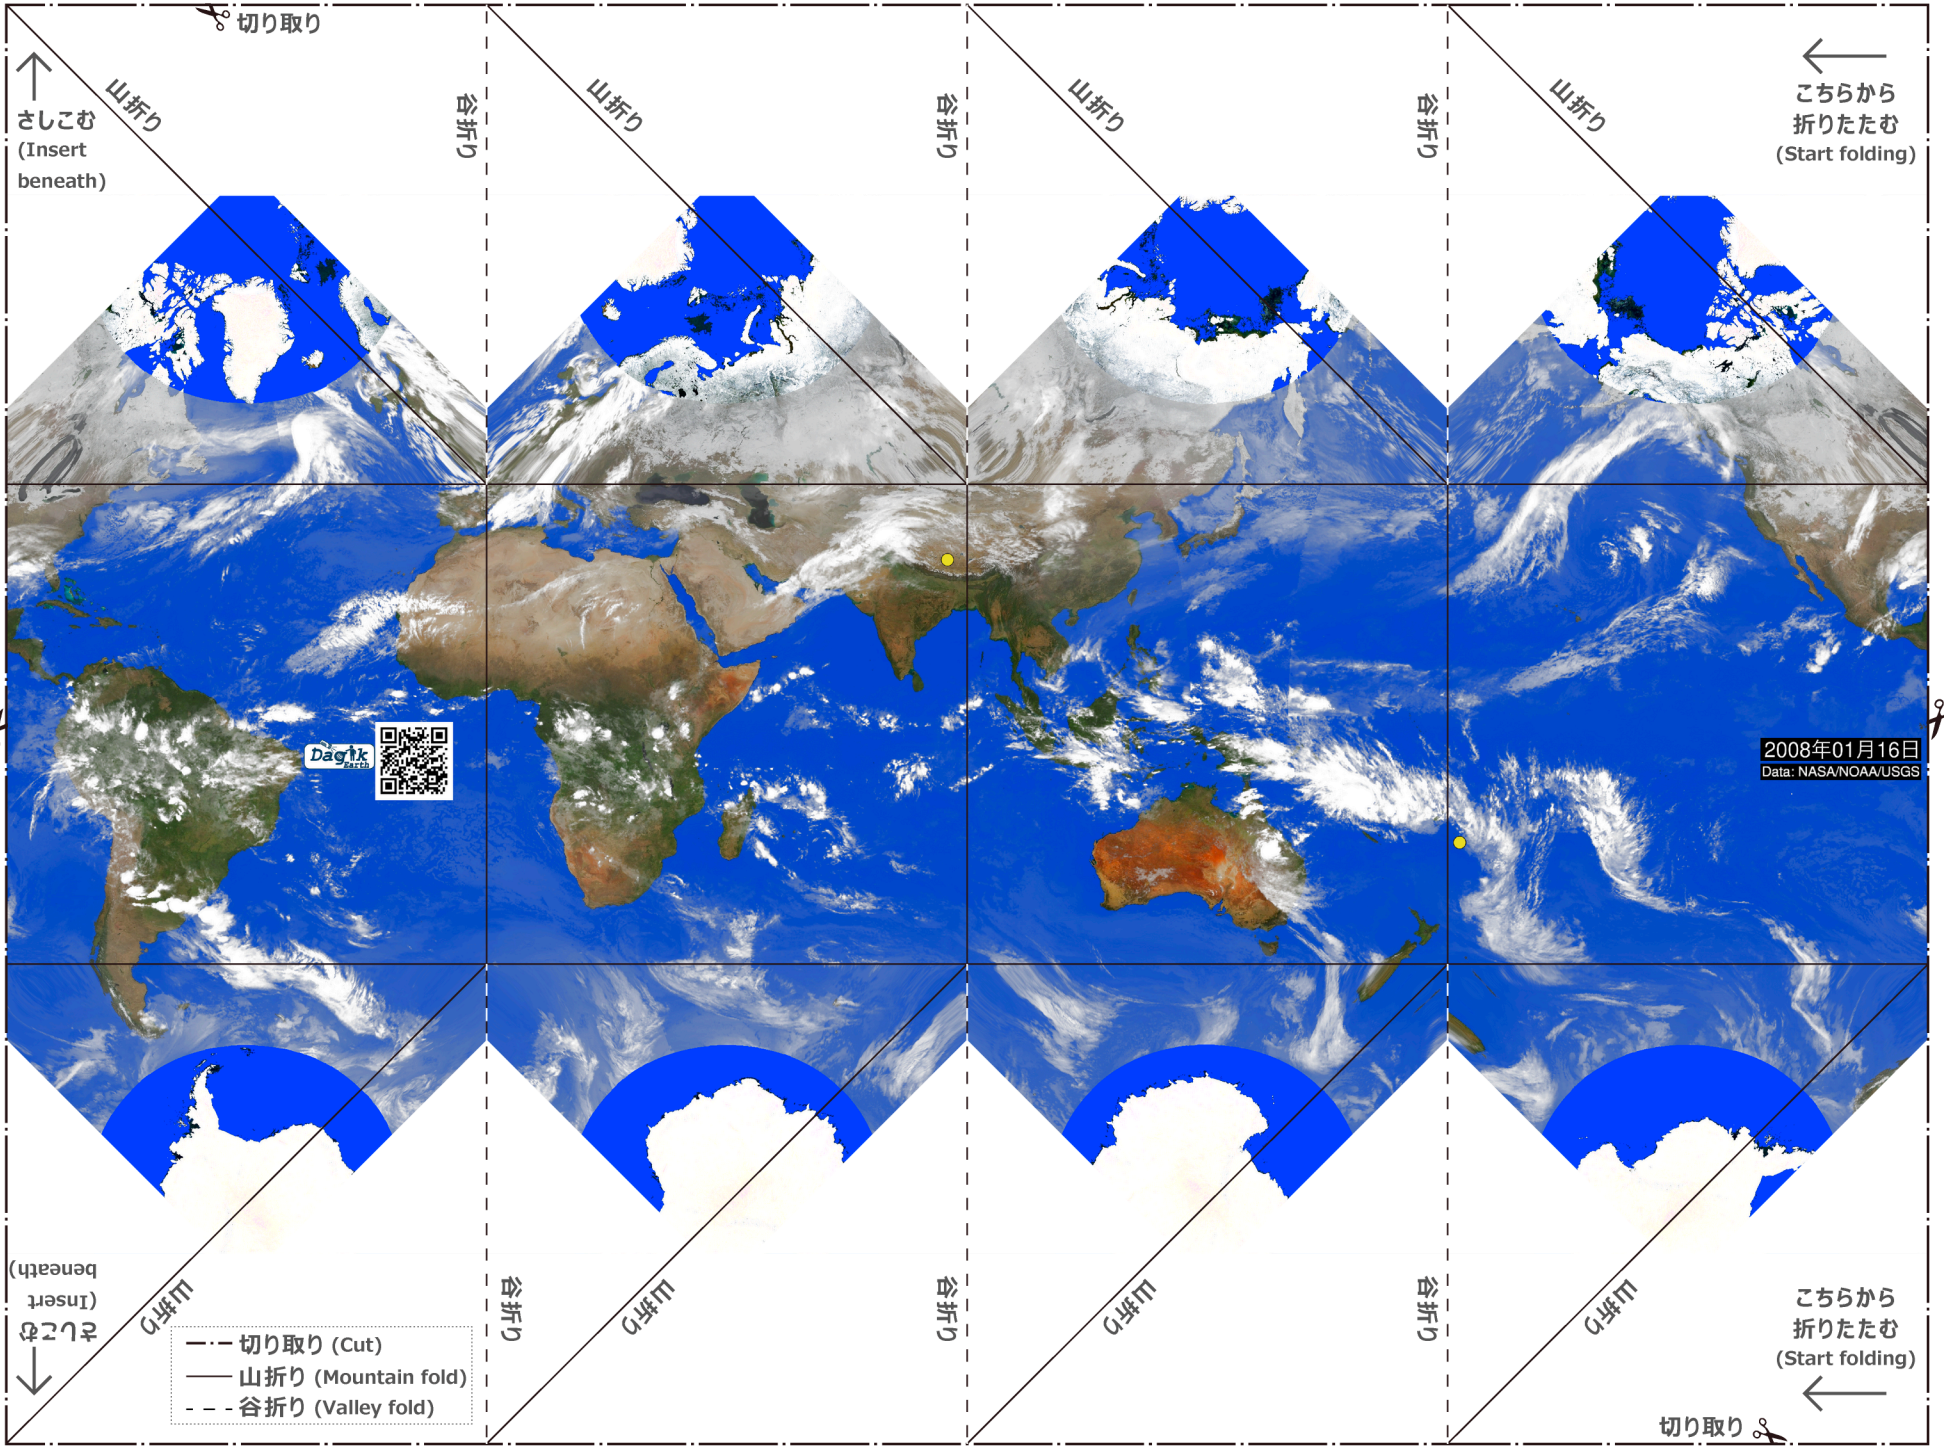 切り取り
さしこむ
(Insert
beneath)
山折り
谷折り
山折り
谷折り
山折り
谷折り
山折り
こちらから
折りたたむ
(Start folding)
Dagik
Earth
2008年01月16日
Data: NASA/NOAA/USGS
さしこむ
(Insert
beneath)
山折り
谷折り
山折り
谷折り
山折り
谷折り
山折り
こちらから
折りたたむ
(Start folding)
切り取り (Cut)
山折り (Mountain fold)
谷折り (Valley fold)
切り取り